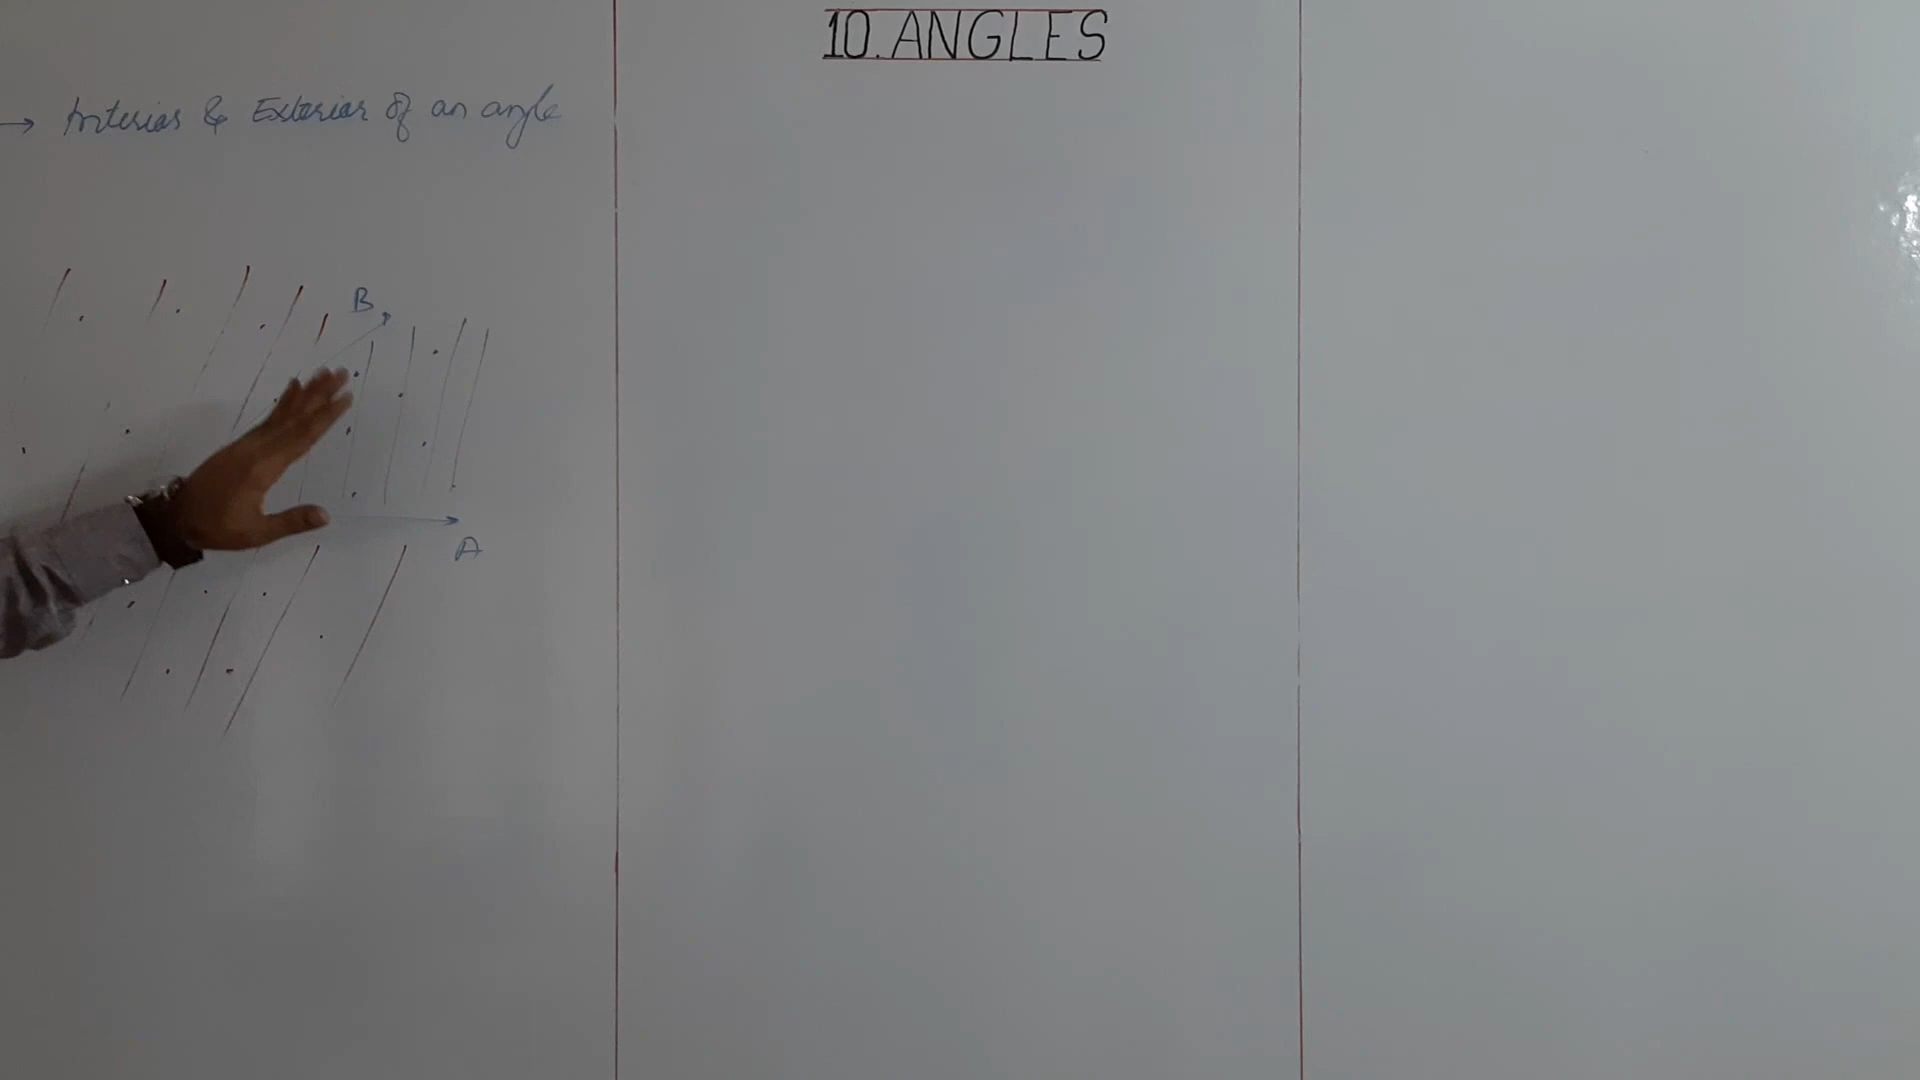 10. ANGLES
→ Interior & Exterior of an angle
B
A